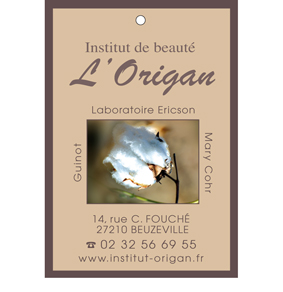 Institut de beauté
L'Origan
Laboratoire Ericson
Guinot
Mary Cohr
14, rue C. FOUCHÉ
27210 BEUZEVILLE
☎ 02 32 56 69 55
www.institut-origan.fr